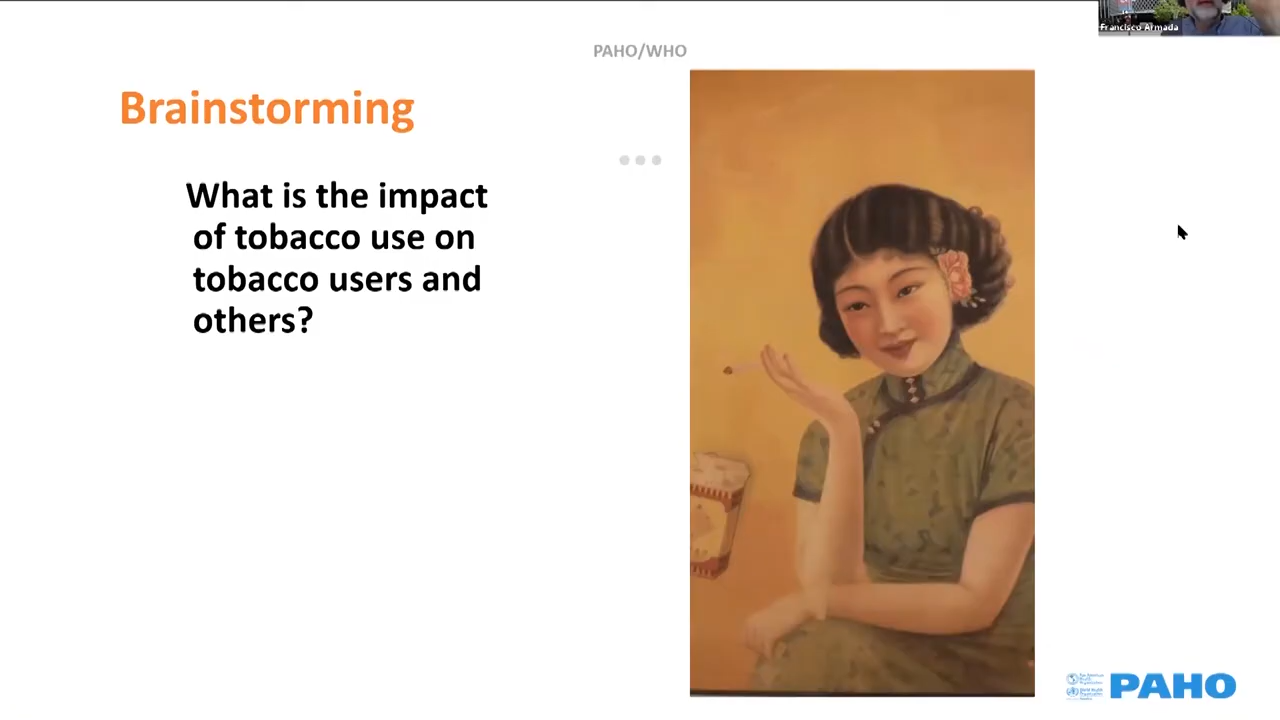 Francisco Armada
PAHO/WHO
Brainstorming
What is the impact
of tobacco use on
tobacco users and
others?
PAHO